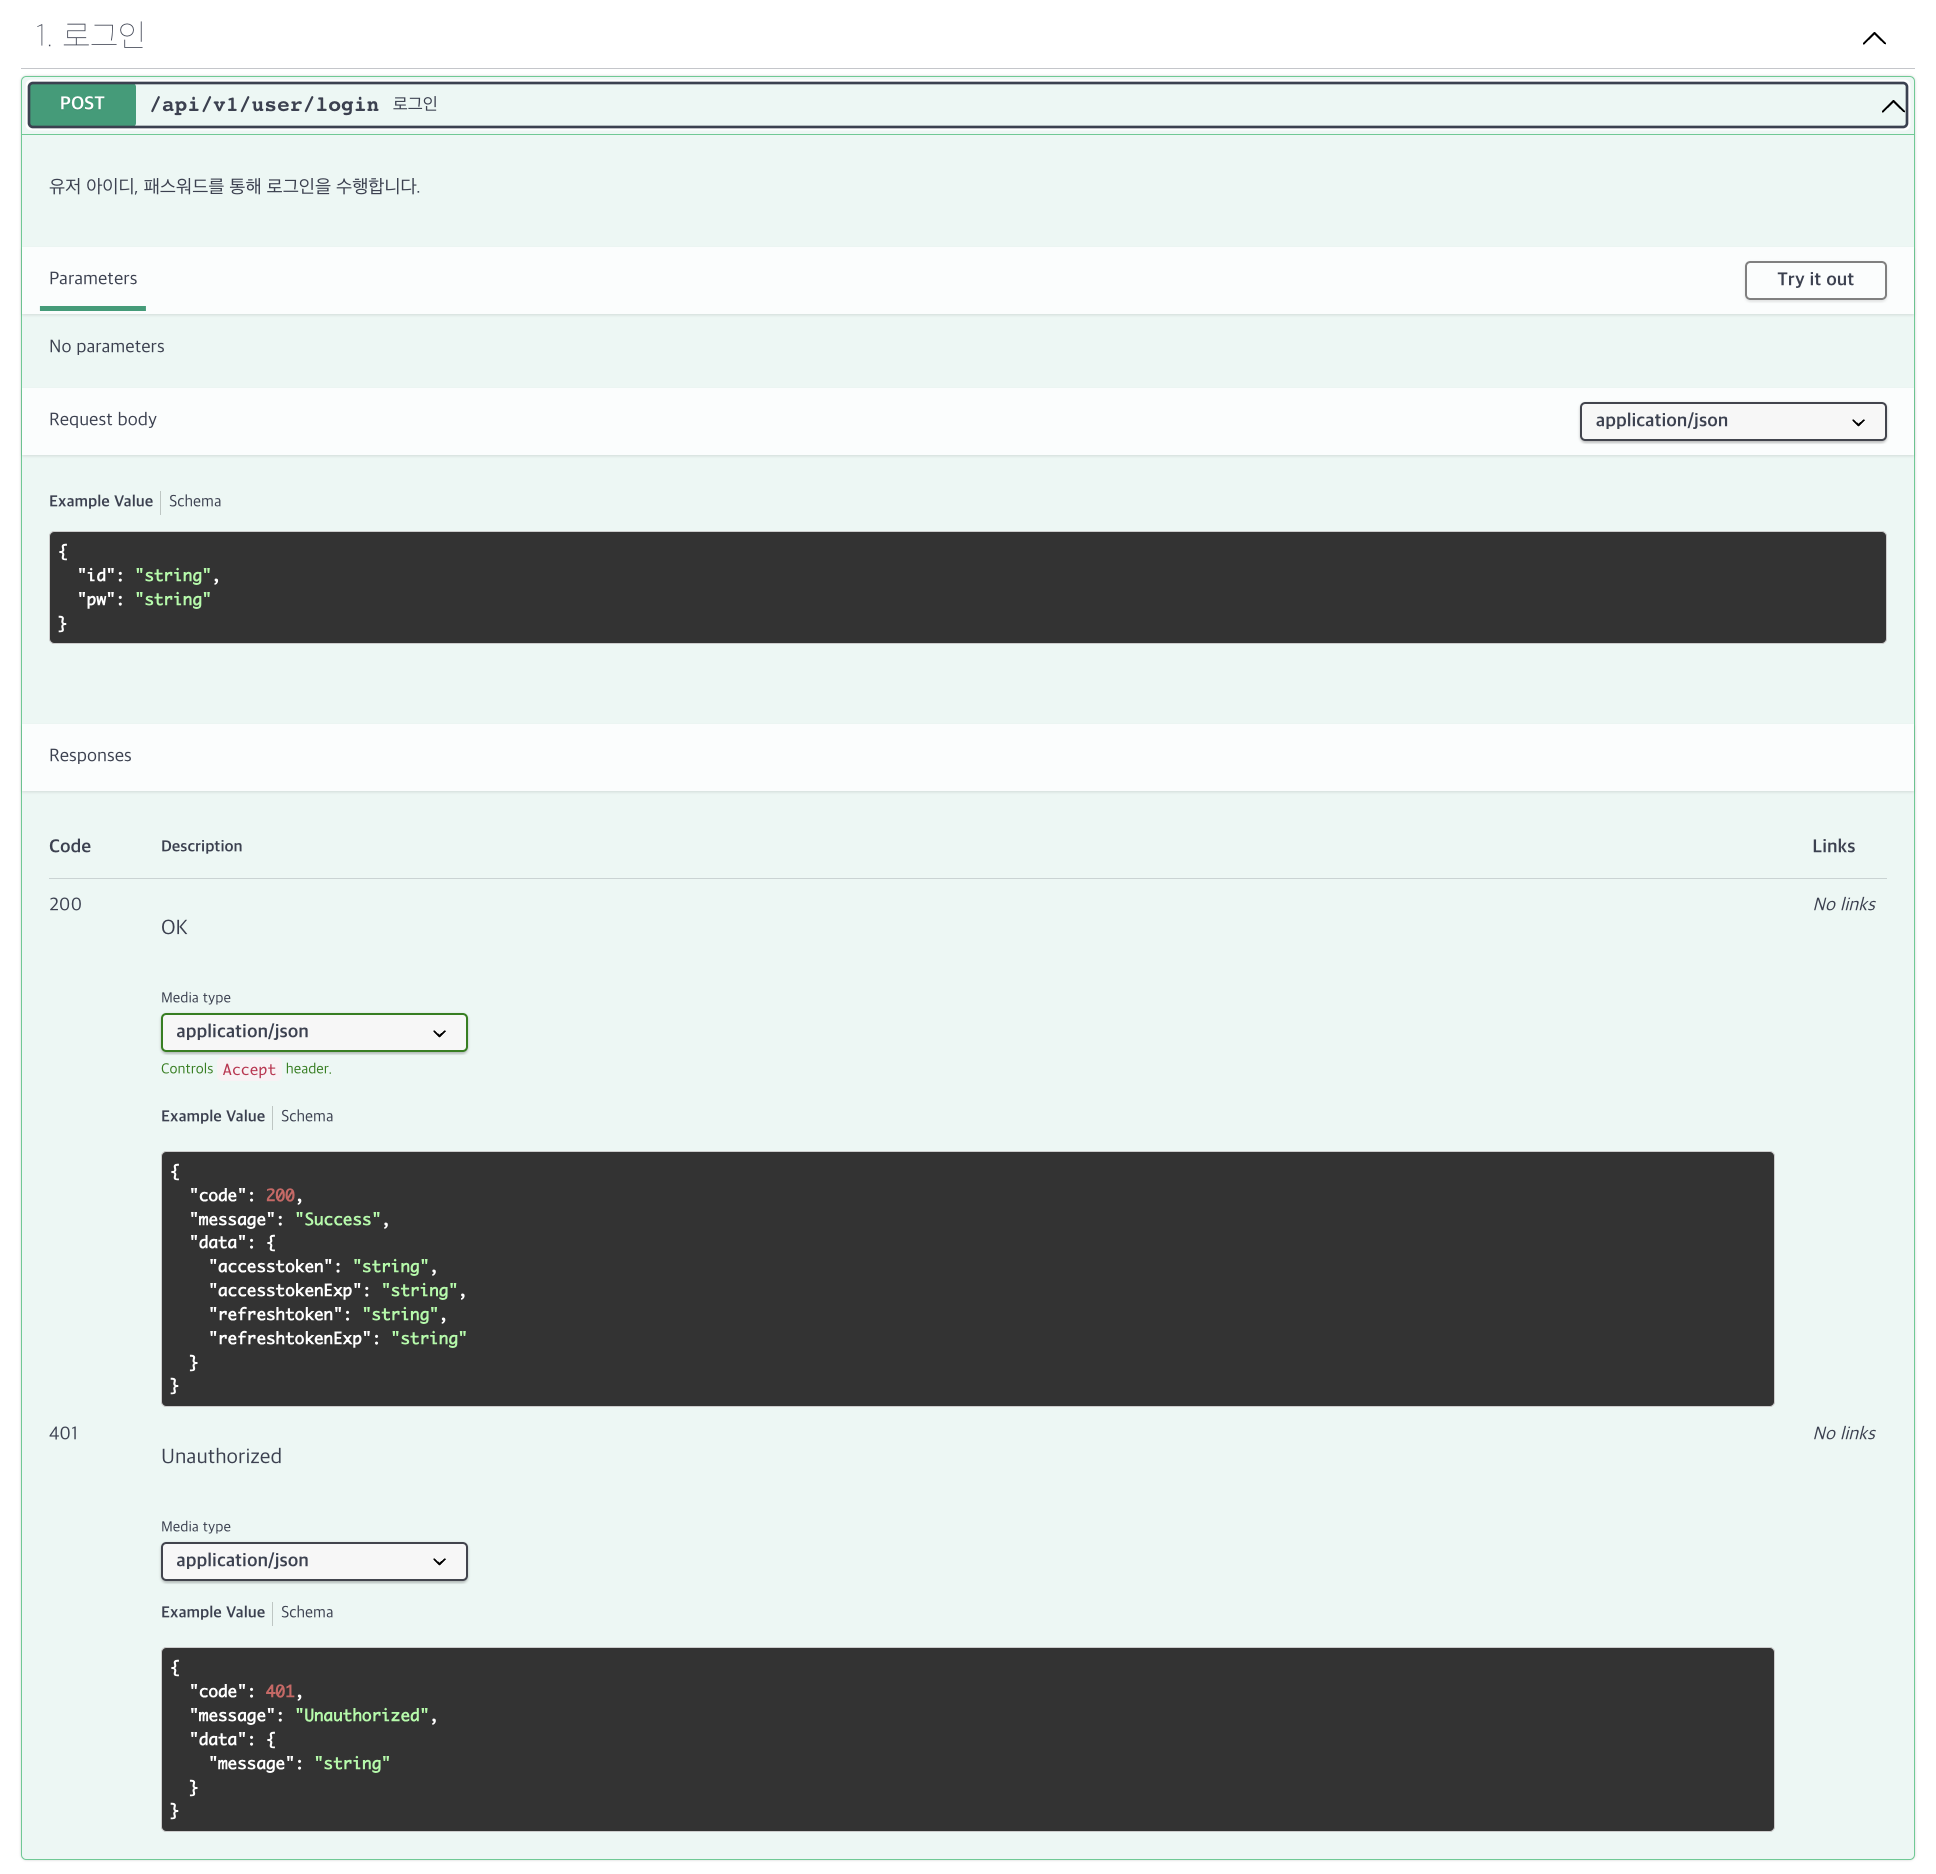 1. 로그인
POST /api/v1/user/login 로그인
유저 아이디, 패스워드를 통해 로그인을 수행합니다.
Parameters
Try it out
No parameters
Request body
application/json
Example Value Schema
{
  "id": "string",
  "pw": "string"
}
Responses
Code Description Links
200 No links
OK
Media type
application/json
Controls Accept header.
Example Value Schema
{
  "code": 200,
  "message": "Success",
  "data": {
    "accesstoken": "string",
    "accesstokenExp": "string",
    "refreshtoken": "string",
    "refreshtokenExp": "string"
  }
}
401 No links
Unauthorized
Media type
application/json
Example Value Schema
{
  "code": 401,
  "message": "Unauthorized",
  "data": {
    "message": "string"
  }
}